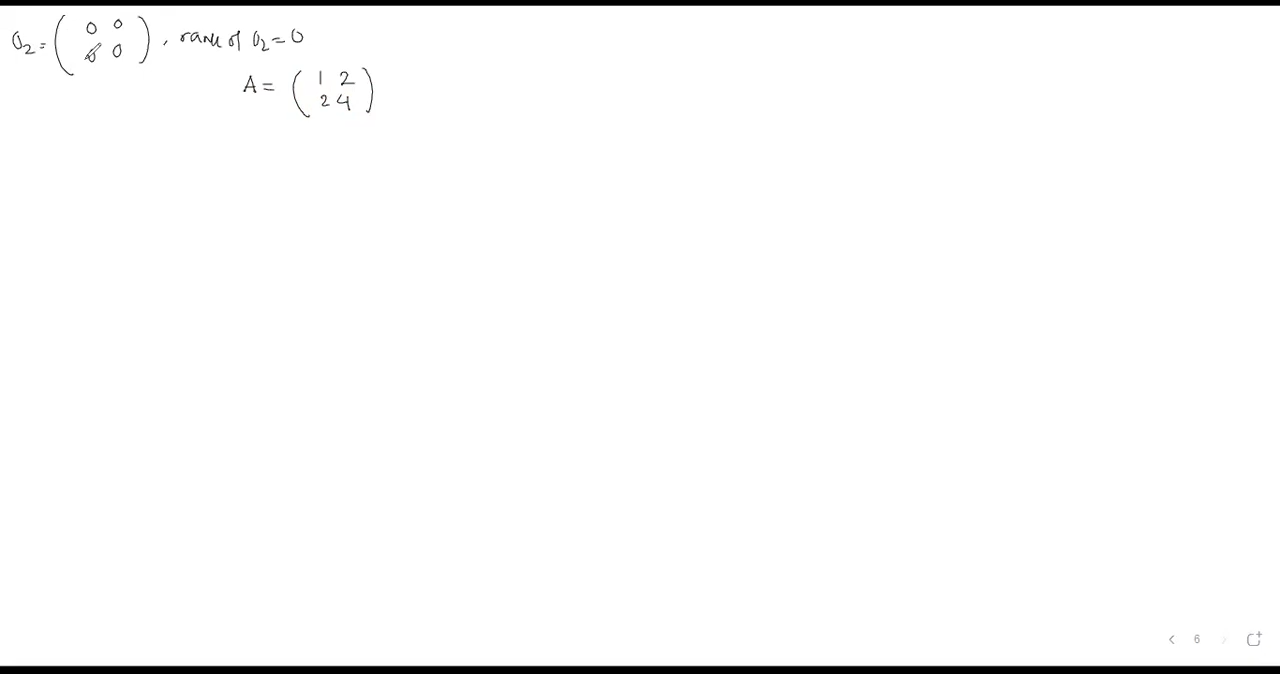 O₂ = ( 0 0 ; 0 0 ) , rank of O₂ = 0
A = ( 1 2 ; 2 4 )
< 6 >